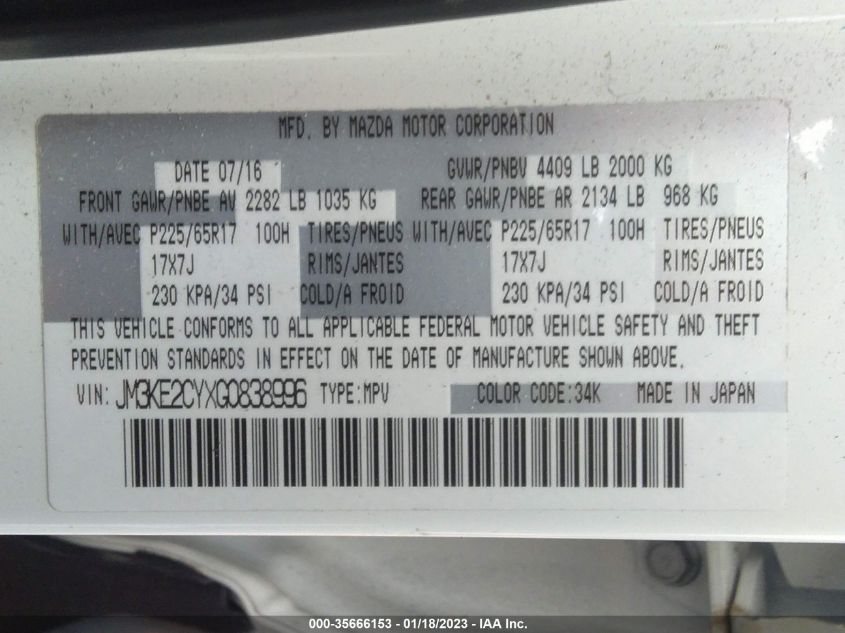 MFD. BY MAZDA MOTOR CORPORATION
DATE 07/16 GVWR/PNBV 4409 LB 2000 KG
FRONT GAWR/PNBE AV 2282 LB 1035 KG REAR GAWR/PNBE AR 2134 LB 968 KG
WITH/AVEC P225/65R17 100H TIRES/PNEUS WITH/AVEC P225/65R17 100H TIRES/PNEUS
17X7J RIMS/JANTES 17X7J RIMS/JANTES
230 KPA/34 PSI COLD/A FROID 230 KPA/34 PSI COLD/A FROID
THIS VEHICLE CONFORMS TO ALL APPLICABLE FEDERAL MOTOR VEHICLE SAFETY AND THEFT
PREVENTION STANDARDS IN EFFECT ON THE DATE OF MANUFACTURE SHOWN ABOVE.
VIN: JM3KE2CYXG0838996 TYPE:MPV COLOR CODE:34K MADE IN JAPAN
000-35666153 - 01/18/2023 - IAA Inc.